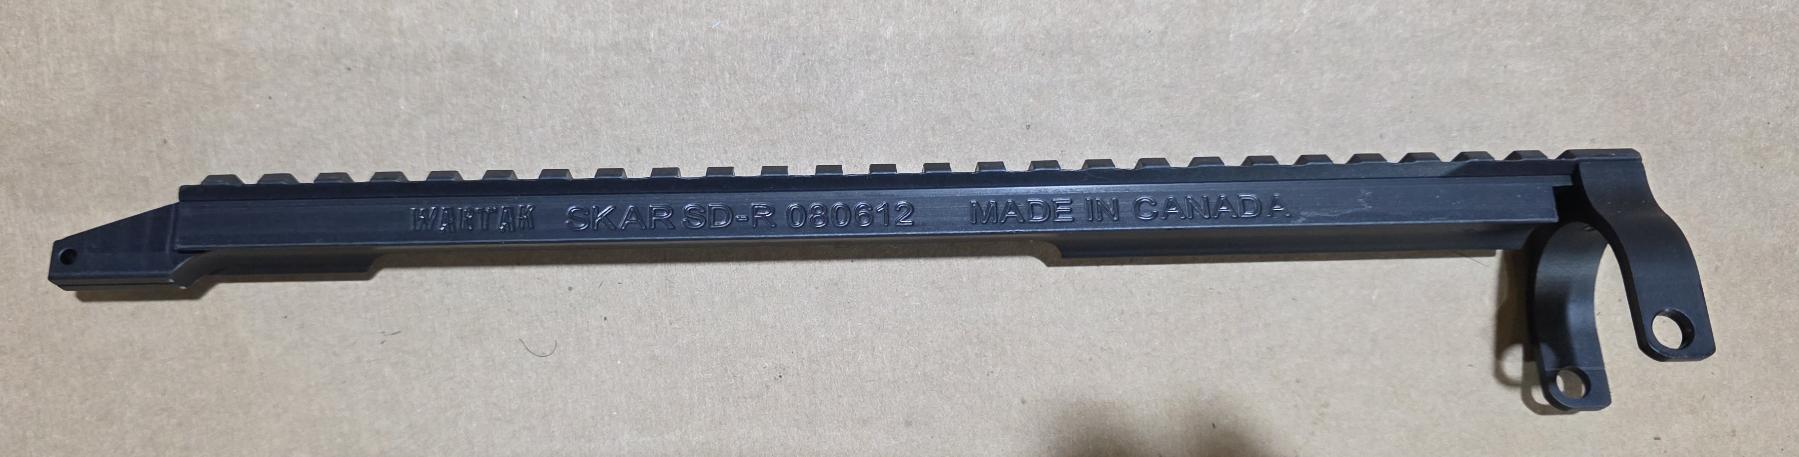 WARTAK SKAR SD-R 080612 MADE IN CANADA